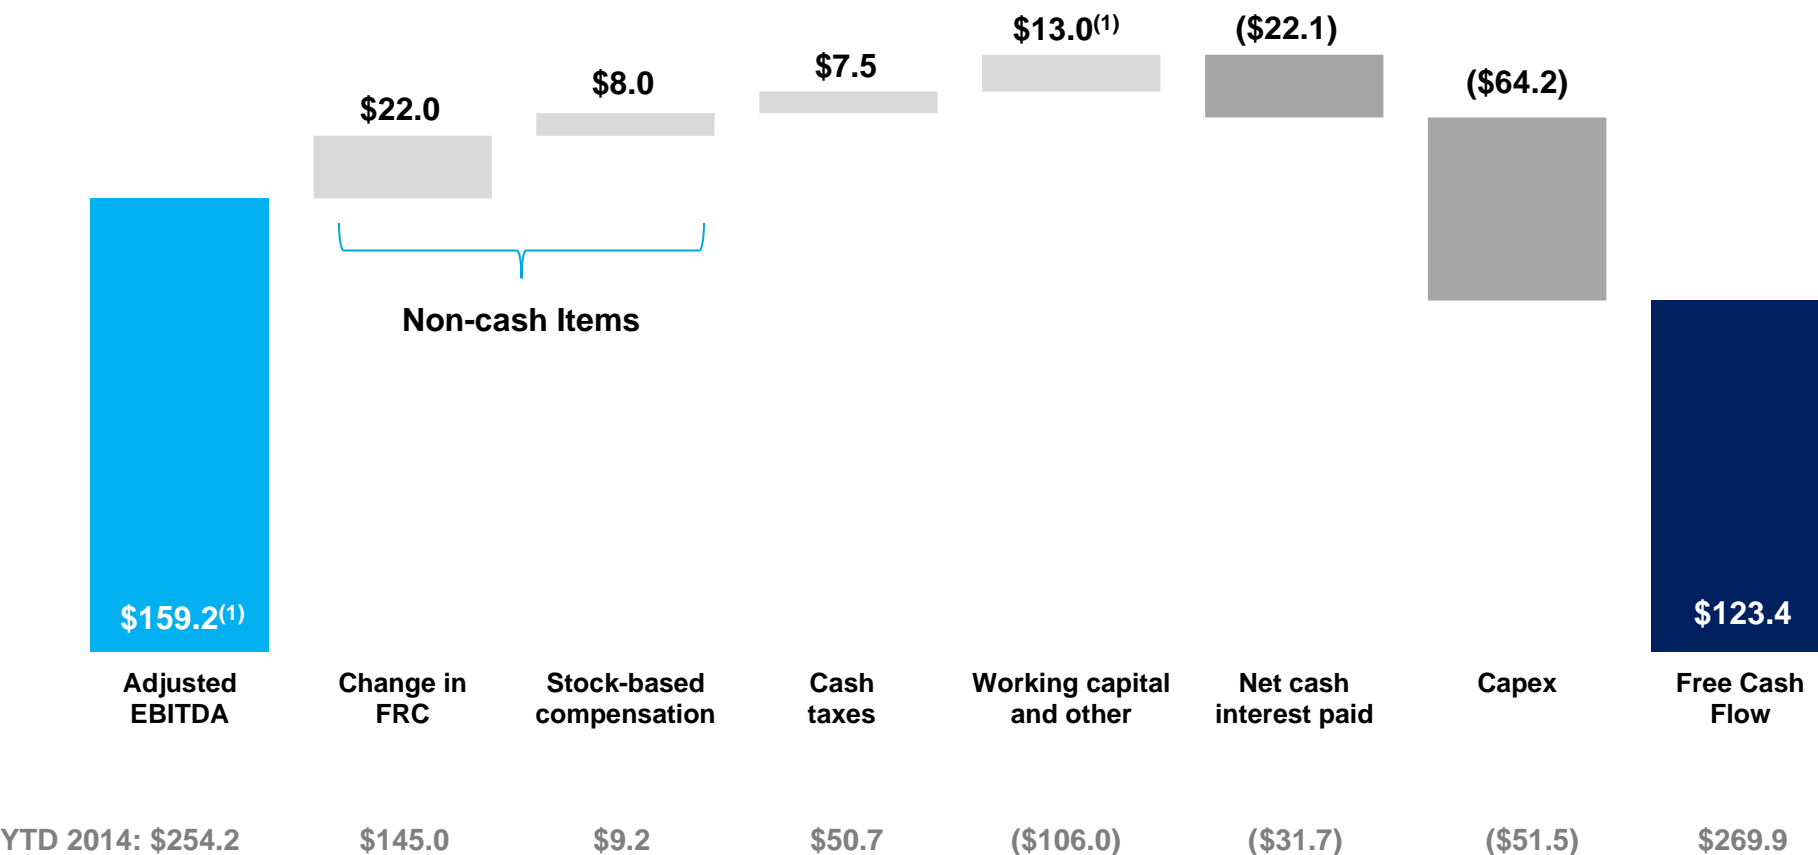 $13.0(1)
($22.1)
$7.5
$8.0
($64.2)
$22.0
Non-cash Items
$159.2(1)
$123.4
Adjusted
EBITDA
Change in
FRC
Stock-based
compensation
Cash
taxes
Working capital
and other
Net cash
interest paid
Capex
Free Cash
Flow
YTD 2014: $254.2 $145.0 $9.2 $50.7 ($106.0) ($31.7) ($51.5) $269.9